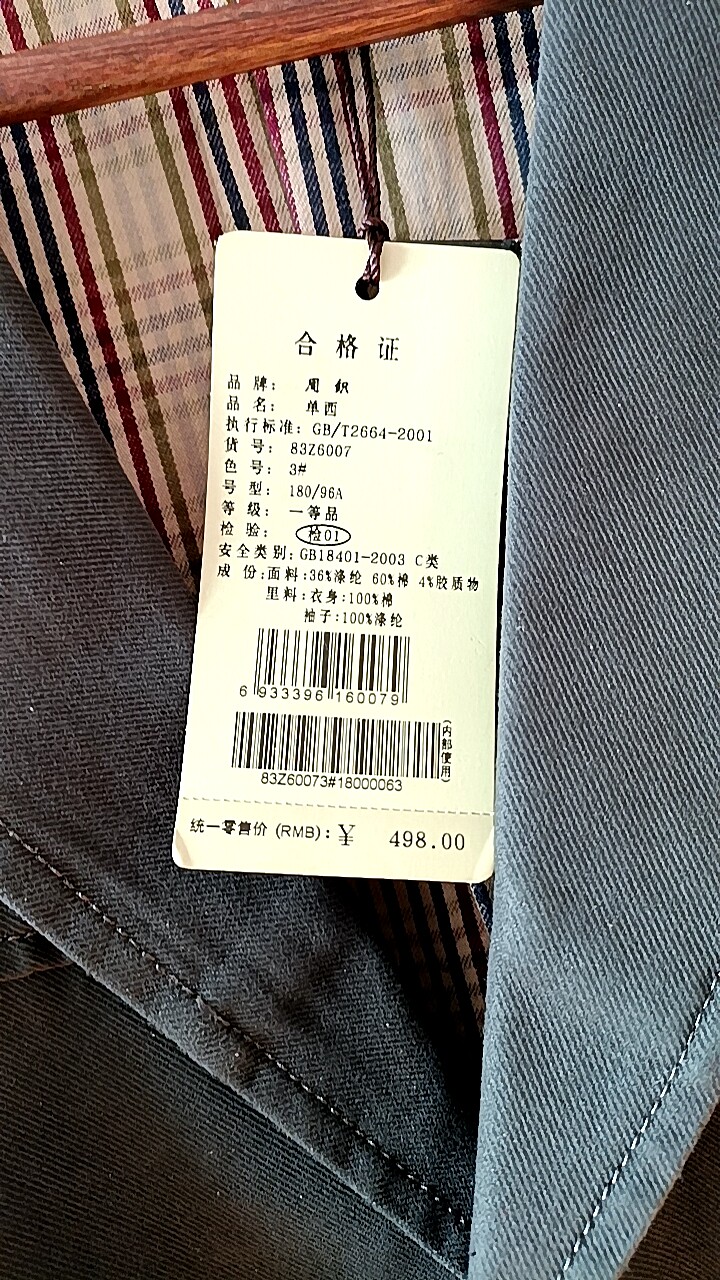 合格证
品 牌： 周 织
品 名： 单西
执行标准：GB/T2664-2001
货 号： 83Z6007
色 号： 3#
号 型： 180/96A
等 级： 一等品
检 验： 检01
安全类别：GB18401-2003 C类
成 份：面料：36%涤纶 60%棉 4%胶质物
里料：衣身：100%棉
袖子：100%涤纶
6 933396 160079
(内部使用)
83Z60073#18000063
统一零售价 (RMB)：¥ 498.00